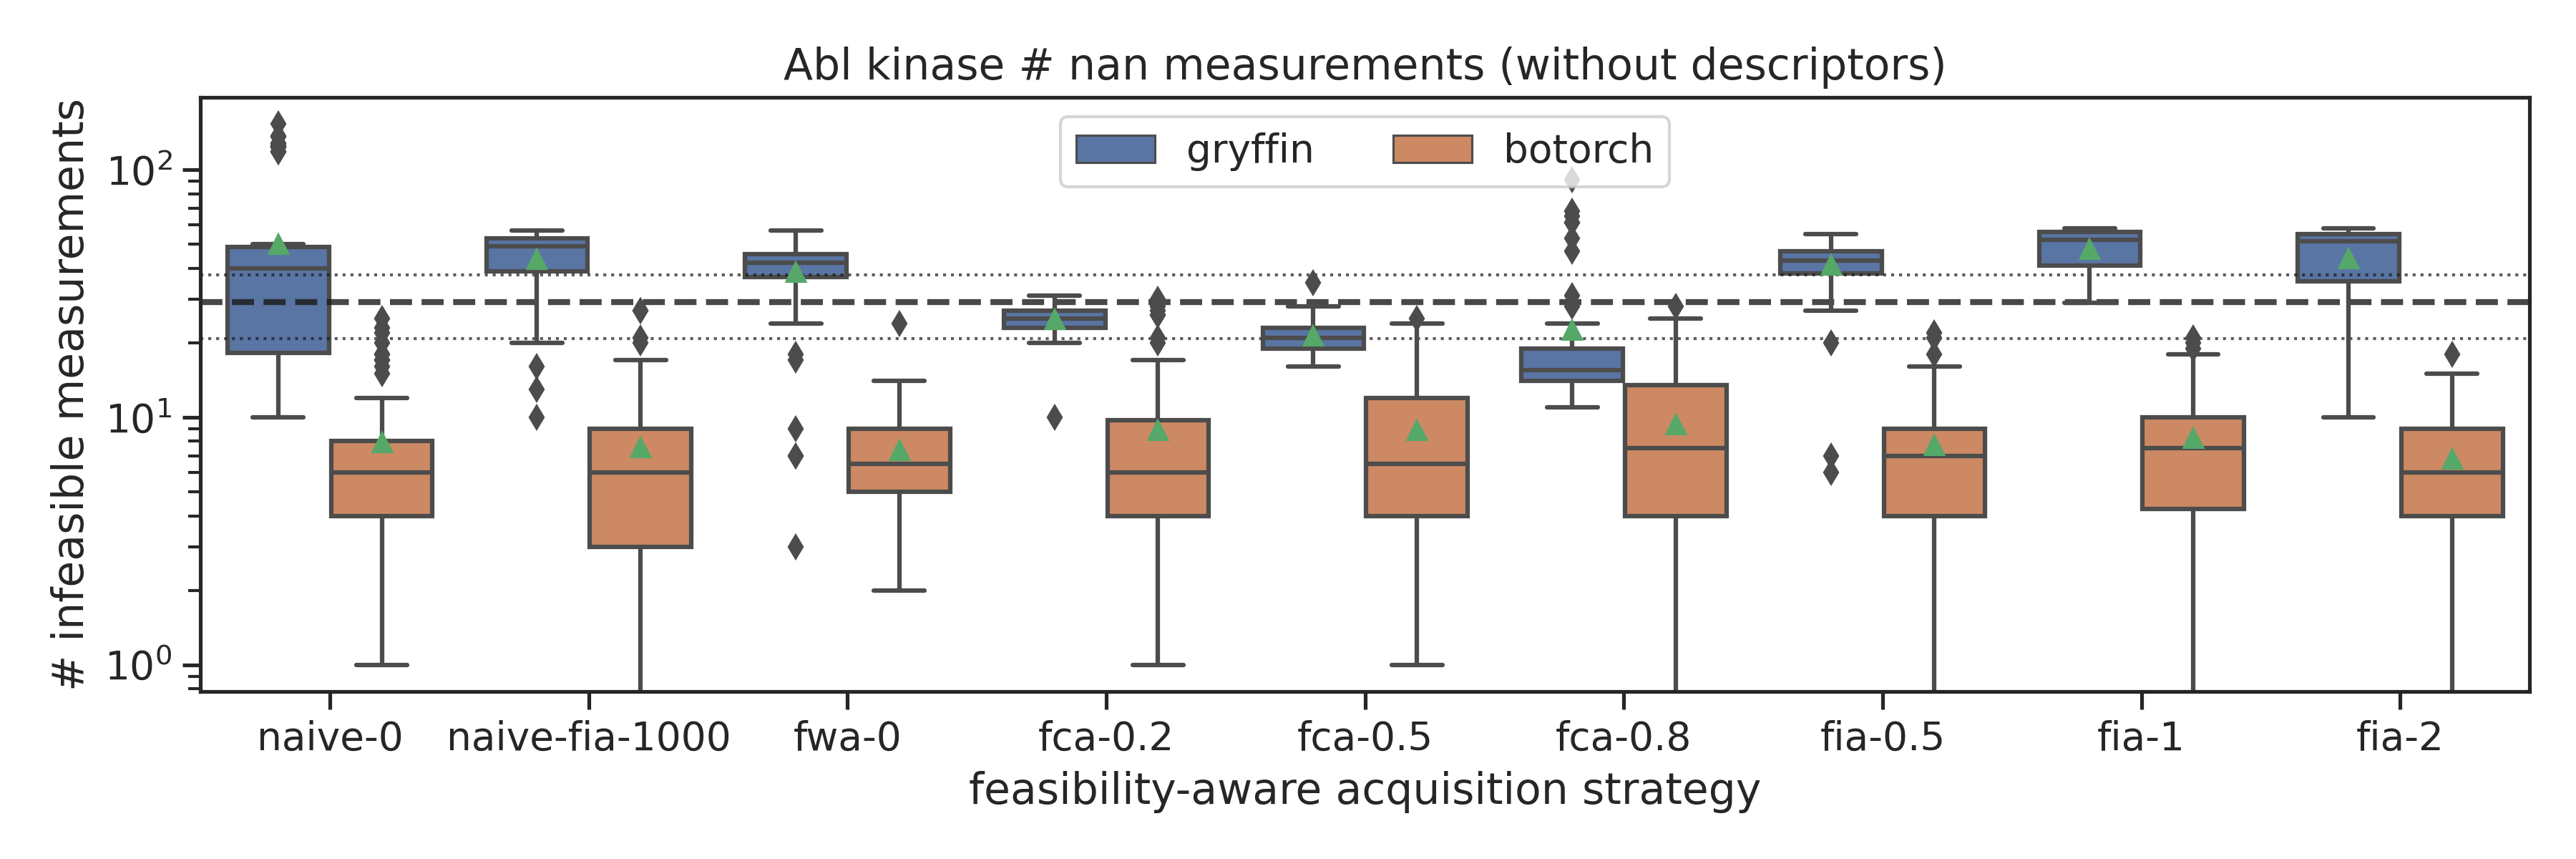 Abl kinase # nan measurements (without descriptors)
gryffin botorch
# infeasible measurements
10²
10¹
10⁰
naive-0 naive-fia-1000 fwa-0 fca-0.2 fca-0.5 fca-0.8 fia-0.5 fia-1 fia-2
feasibility-aware acquisition strategy